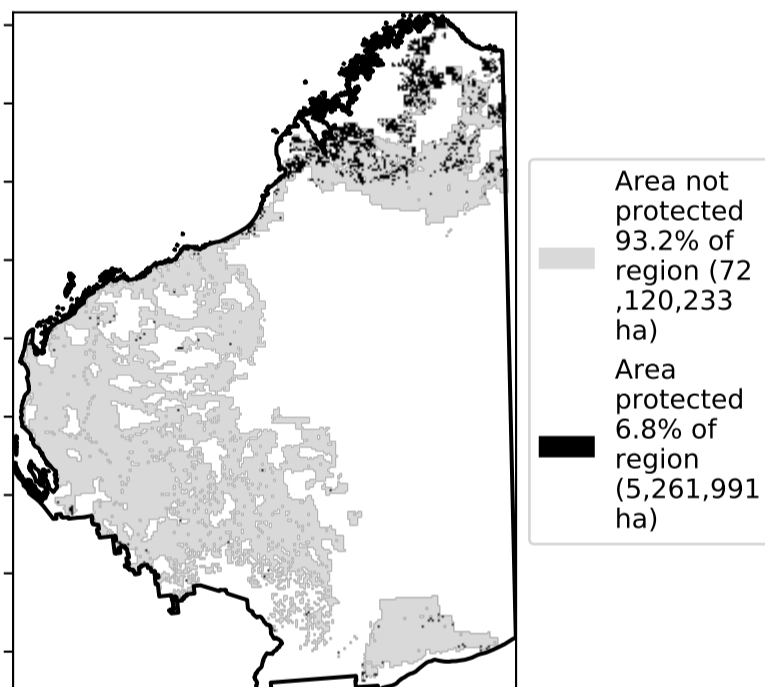 Area not
protected
93.2% of
region (72
,120,233
ha)
Area
protected
6.8% of
region
(5,261,991
ha)